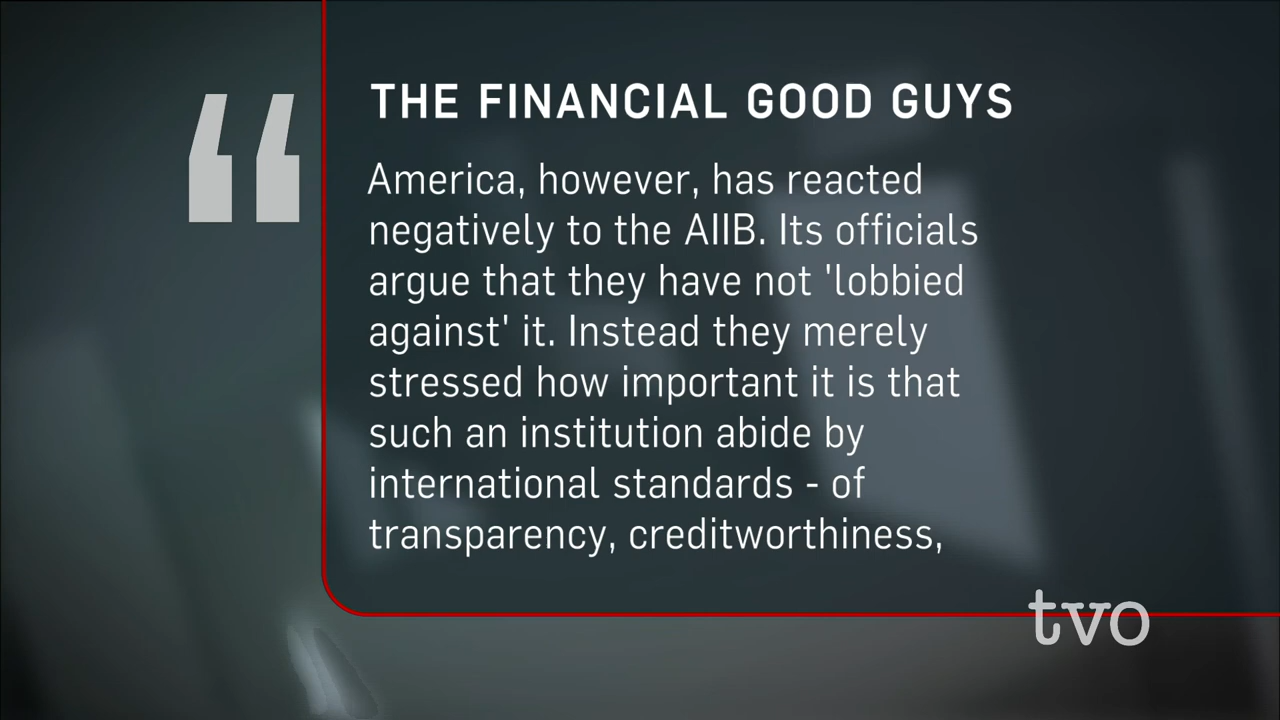 “
THE FINANCIAL GOOD GUYS
America, however, has reacted
negatively to the AIIB. Its officials
argue that they have not 'lobbied
against' it. Instead they merely
stressed how important it is that
such an institution abide by
international standards - of
transparency, creditworthiness,
tvo